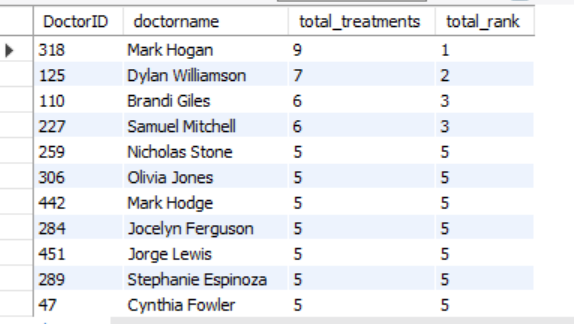 DoctorID doctorname total_treatments total_rank
318 Mark Hogan 9 1
125 Dylan Williamson 7 2
110 Brandi Giles 6 3
227 Samuel Mitchell 6 3
259 Nicholas Stone 5 5
306 Olivia Jones 5 5
442 Mark Hodge 5 5
284 Jocelyn Ferguson 5 5
451 Jorge Lewis 5 5
289 Stephanie Espinoza 5 5
47 Cynthia Fowler 5 5